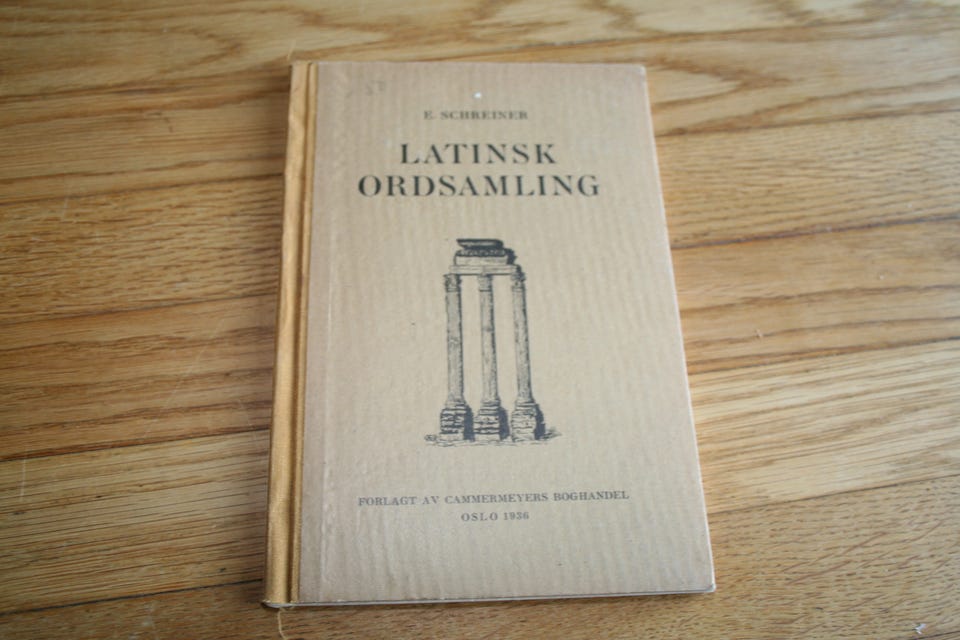 E. SCHREINER
LATINSK
ORDSAMLING
FORLAGT AV CAMMERMEYERS BOGHANDEL
OSLO 1936